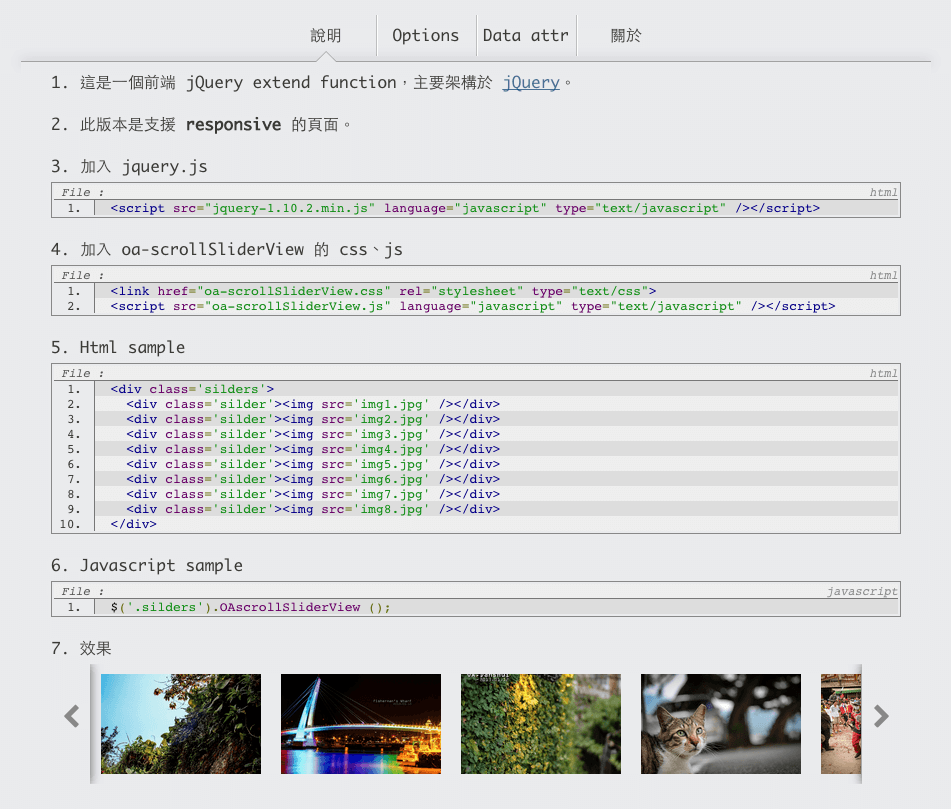 說明 Options Data attr 關於
1. 這是一個前端 jQuery extend function，主要架構於 jQuery。
2. 此版本是支援 responsive 的頁面。
3. 加入 jquery.js
File : html
1. <script src="jquery-1.10.2.min.js" language="javascript" type="text/javascript" /></script>
4. 加入 oa-scrollSliderView 的 css、js
File : html
1. <link href="oa-scrollSliderView.css" rel="stylesheet" type="text/css">
2. <script src="oa-scrollSliderView.js" language="javascript" type="text/javascript" /></script>
5. Html sample
File : html
1. <div class='silders'>
2. <div class='silder'><img src='img1.jpg' /></div>
3. <div class='silder'><img src='img2.jpg' /></div>
4. <div class='silder'><img src='img3.jpg' /></div>
5. <div class='silder'><img src='img4.jpg' /></div>
6. <div class='silder'><img src='img5.jpg' /></div>
7. <div class='silder'><img src='img6.jpg' /></div>
8. <div class='silder'><img src='img7.jpg' /></div>
9. <div class='silder'><img src='img8.jpg' /></div>
10. </div>
6. Javascript sample
File : javascript
1. $('.silders').OAscrollSliderView ();
7. 效果